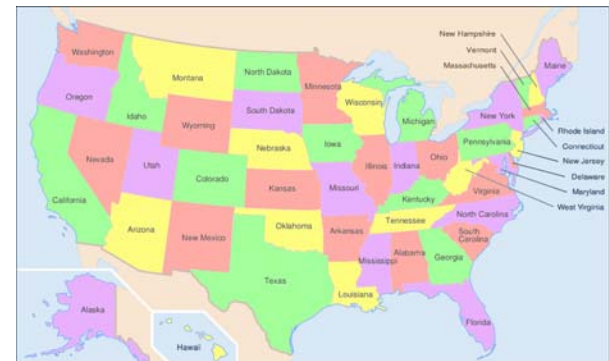 New Hampshire
Vermont
Massachusetts
Maine
Washington
Montana
North Dakota
Minnesota
Oregon
Idaho
Wyoming
South Dakota
Wisconsin
Michigan
New York
Rhode Island
Connecticut
New Jersey
Delaware
Maryland
West Virginia
Nevada
Utah
Colorado
Nebraska
Iowa
Illinois
Indiana
Ohio
Pennsylvania
California
Kansas
Missouri
Kentucky
Virginia
Arizona
New Mexico
Oklahoma
Arkansas
Tennessee
North Carolina
South
Carolina
Texas
Louisiana
Mississippi
Alabama
Georgia
Florida
Alaska
Hawaii